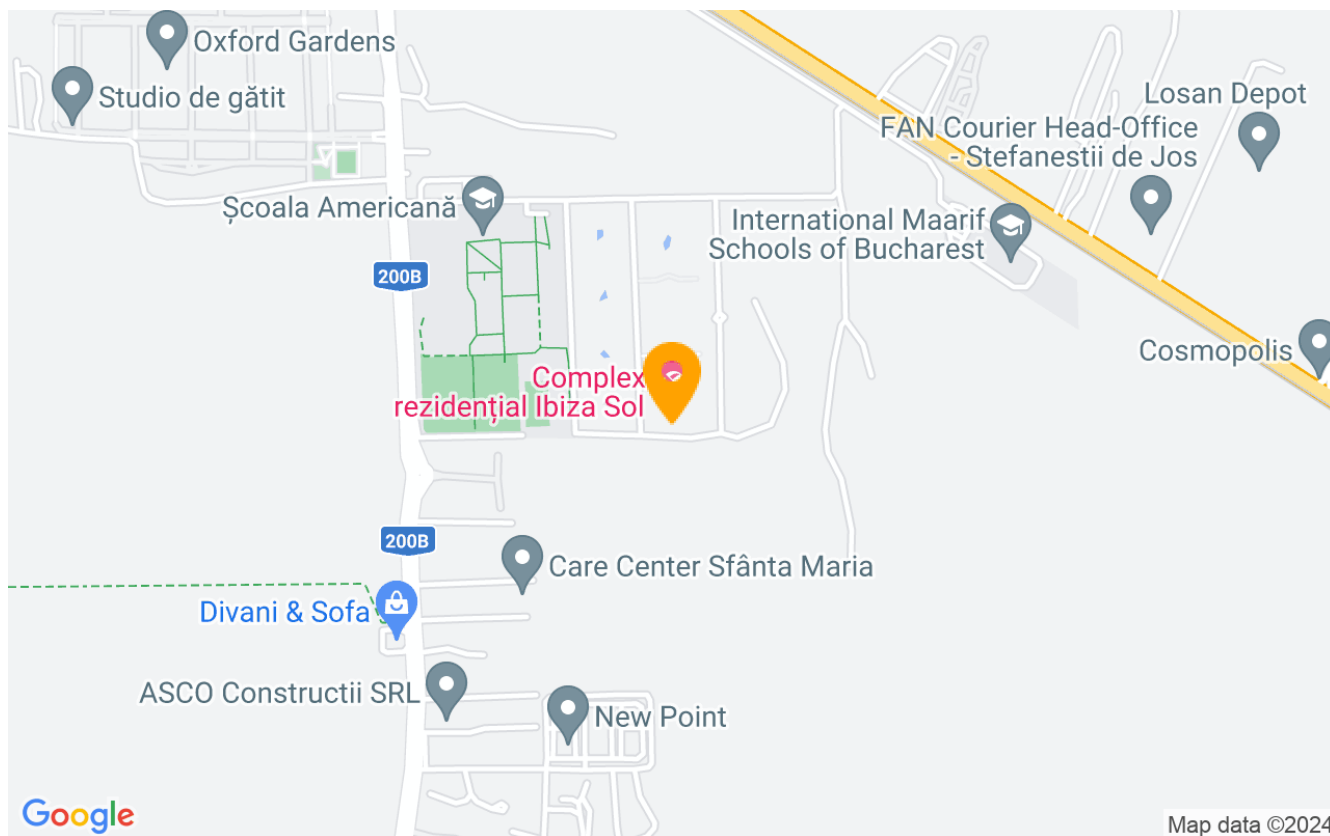 Oxford Gardens
Studio de gătit
Losan Depot
FAN Courier Head-Office
- Stefanestii de Jos
Școala Americană
International Maarif
Schools of Bucharest
200B
Cosmopolis
Complex
rezidențial Ibiza Sol
200B
Care Center Sfânta Maria
Divani & Sofa
ASCO Constructii SRL
New Point
Google
Map data ©2024